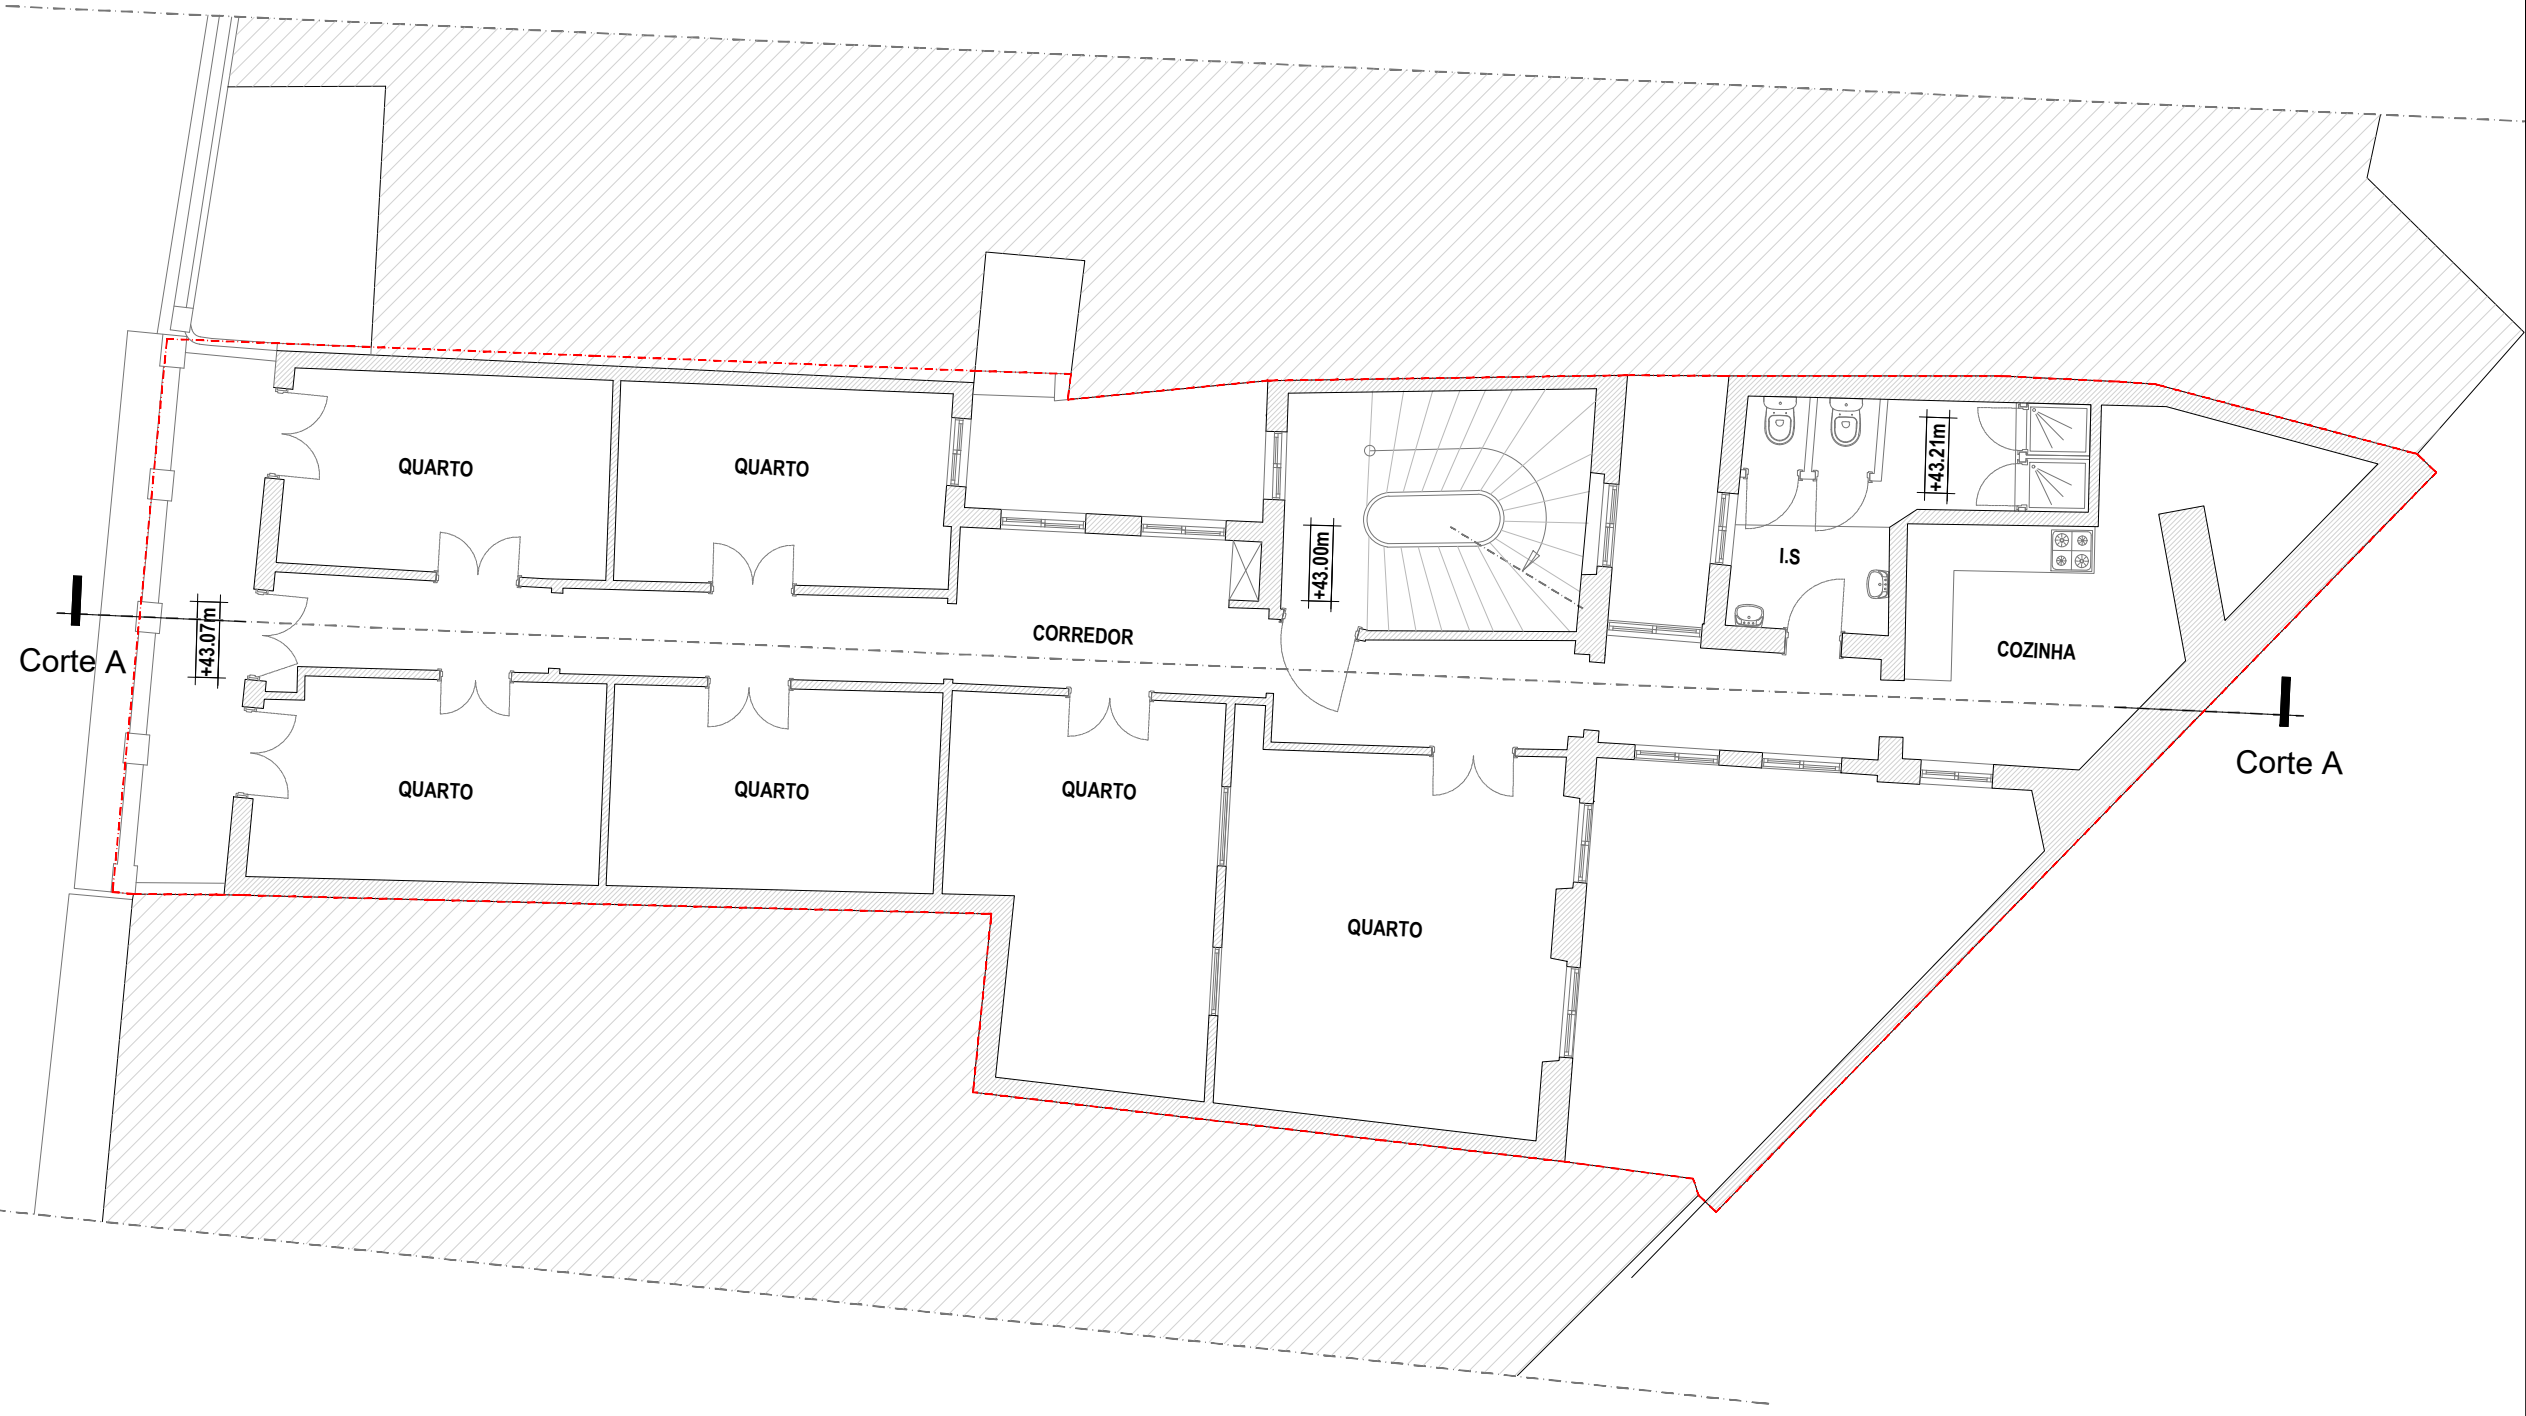 QUARTO
QUARTO
+43.21m
+43.00m
I.S
+43.07m
CORREDOR
COZINHA
Corte A
Corte A
QUARTO
QUARTO
QUARTO
QUARTO